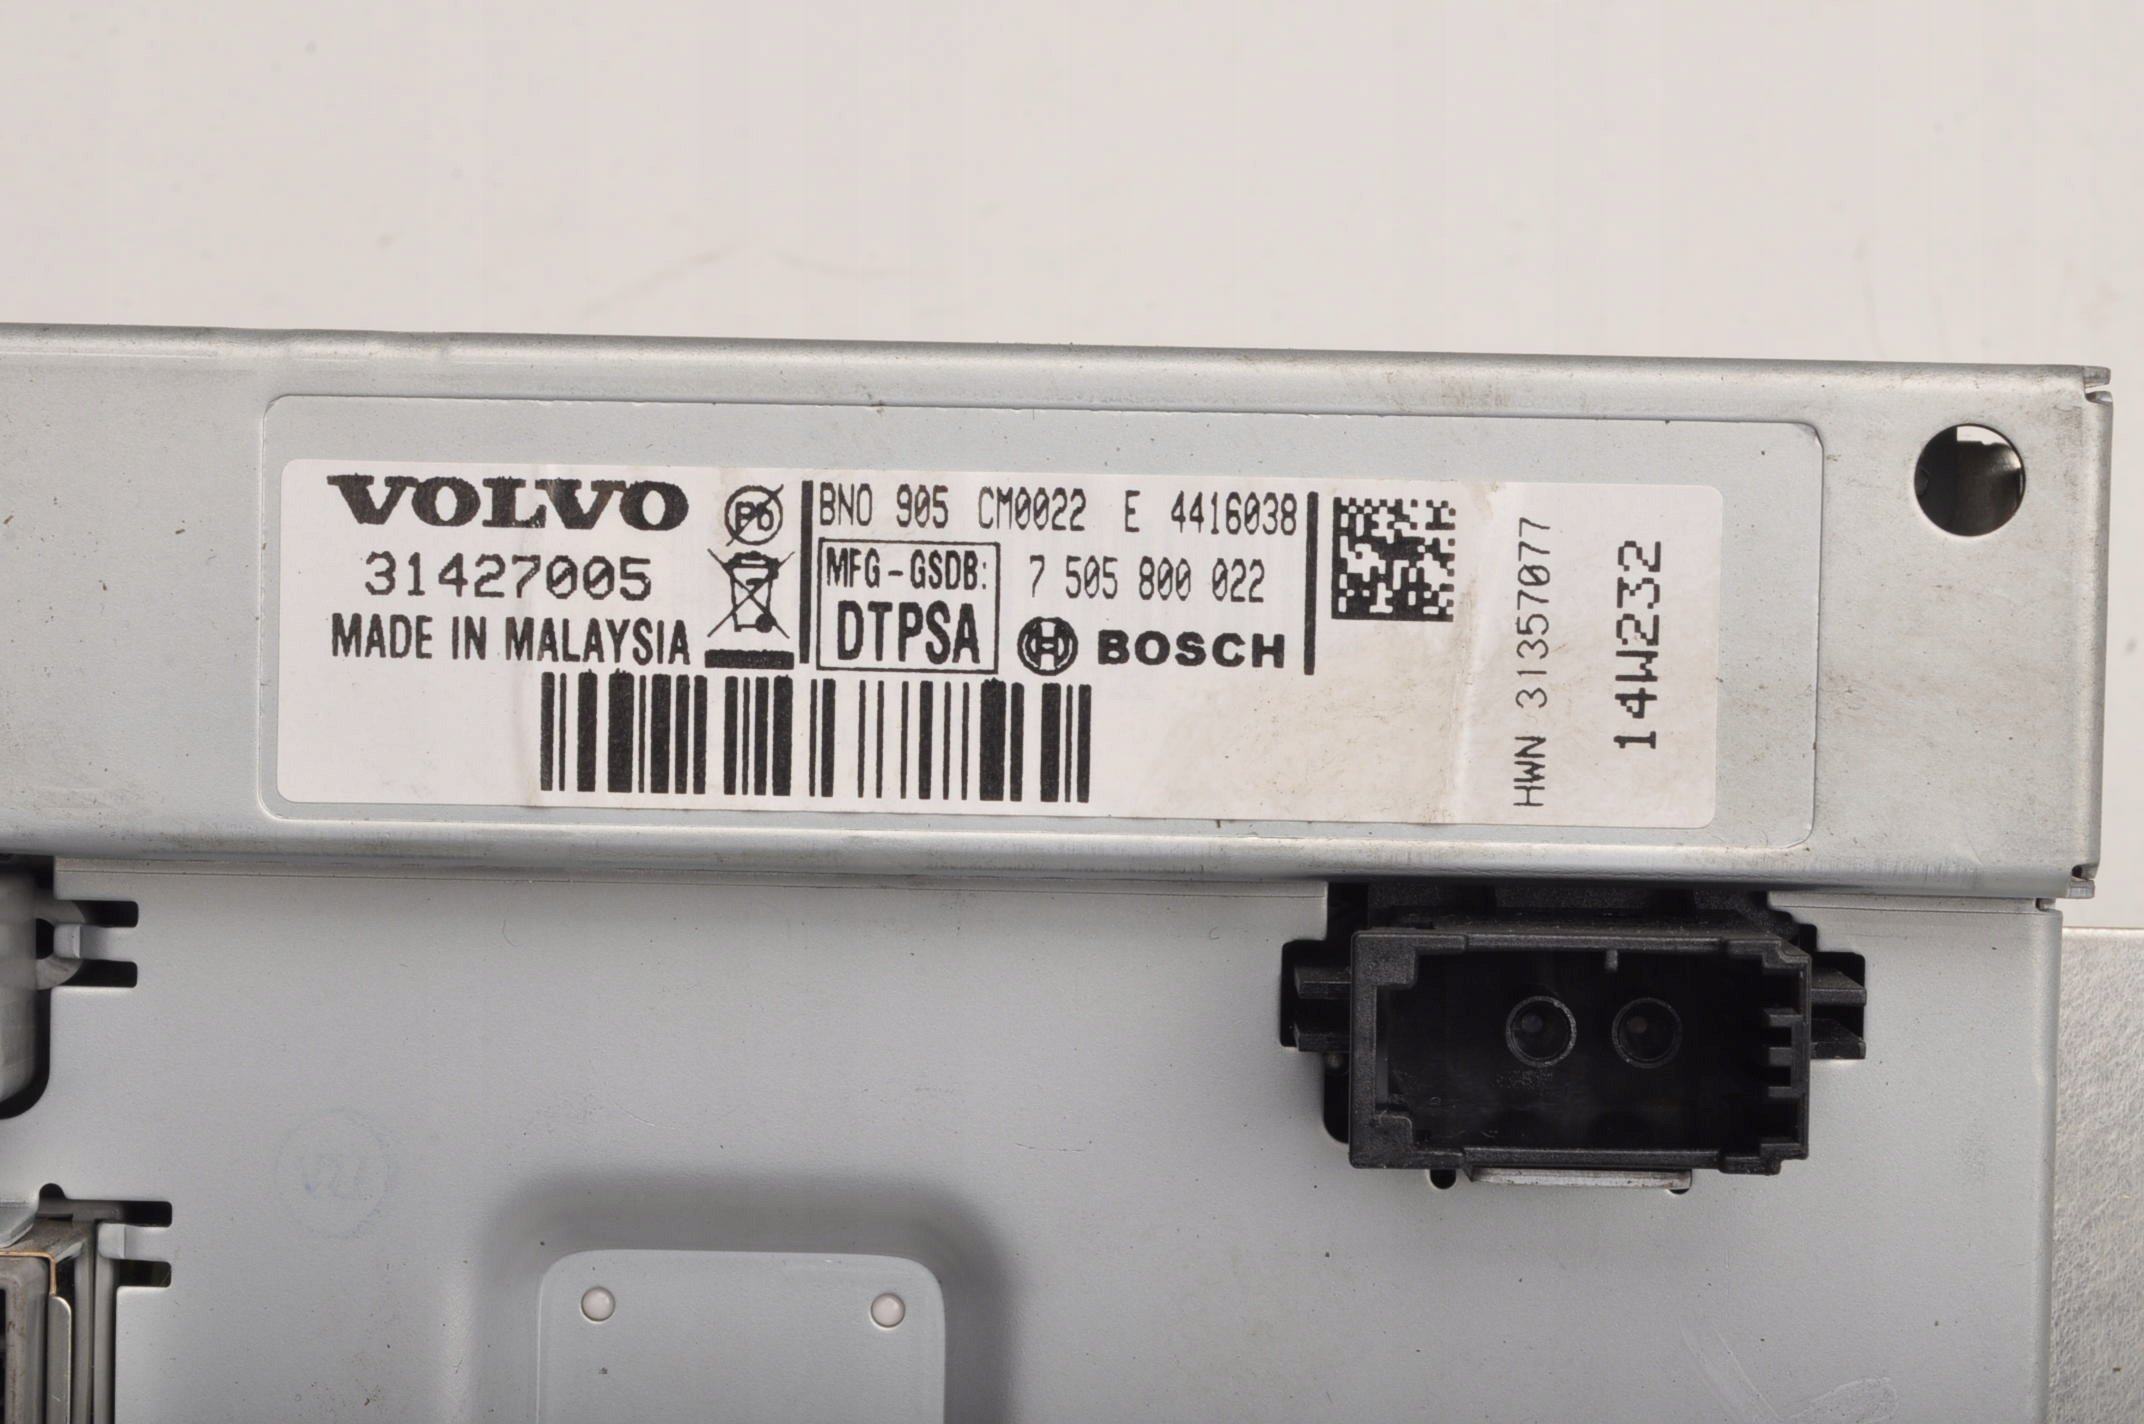 VOLVO
31427005
MADE IN MALAYSIA
Pb
BNO 905 CM0022 E 4416038
MFG-GSDB:
DTPSA
7 505 800 022
BOSCH
HWN 31357077
14W232